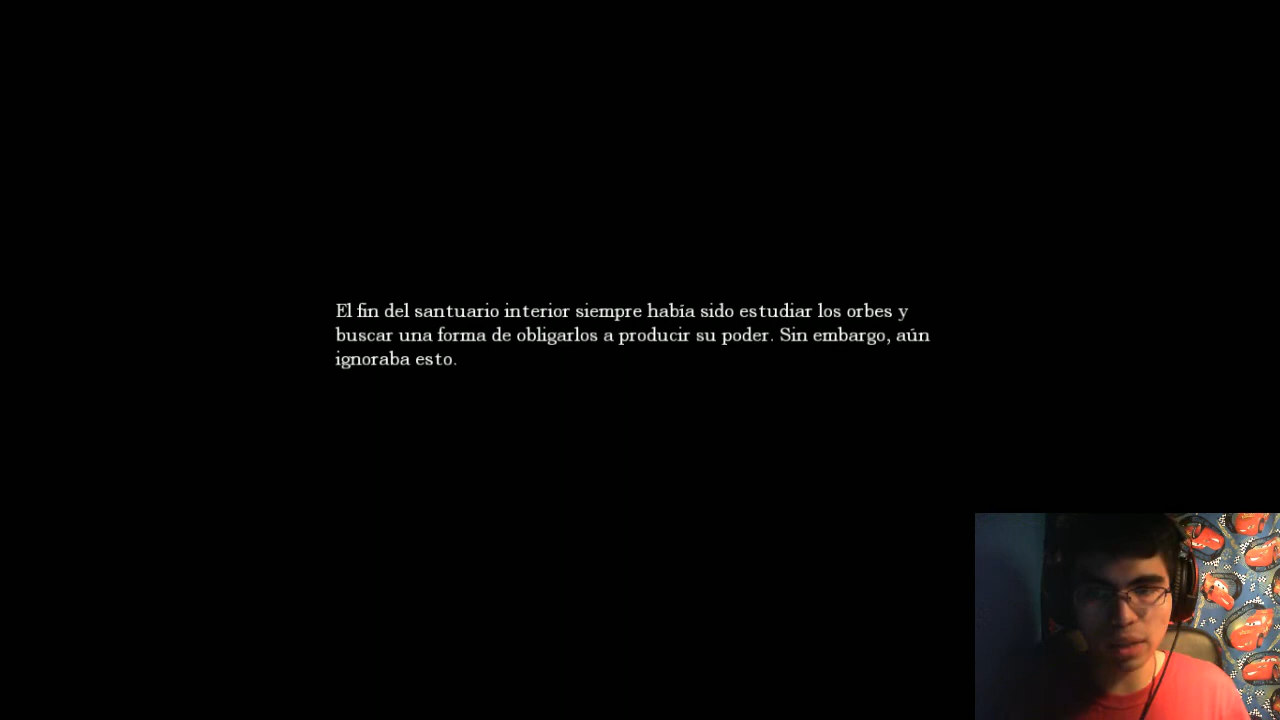 El fin del santuario interior siempre había sido estudiar los orbes y
buscar una forma de obligarlos a producir su poder. Sin embargo, aún
ignoraba esto.